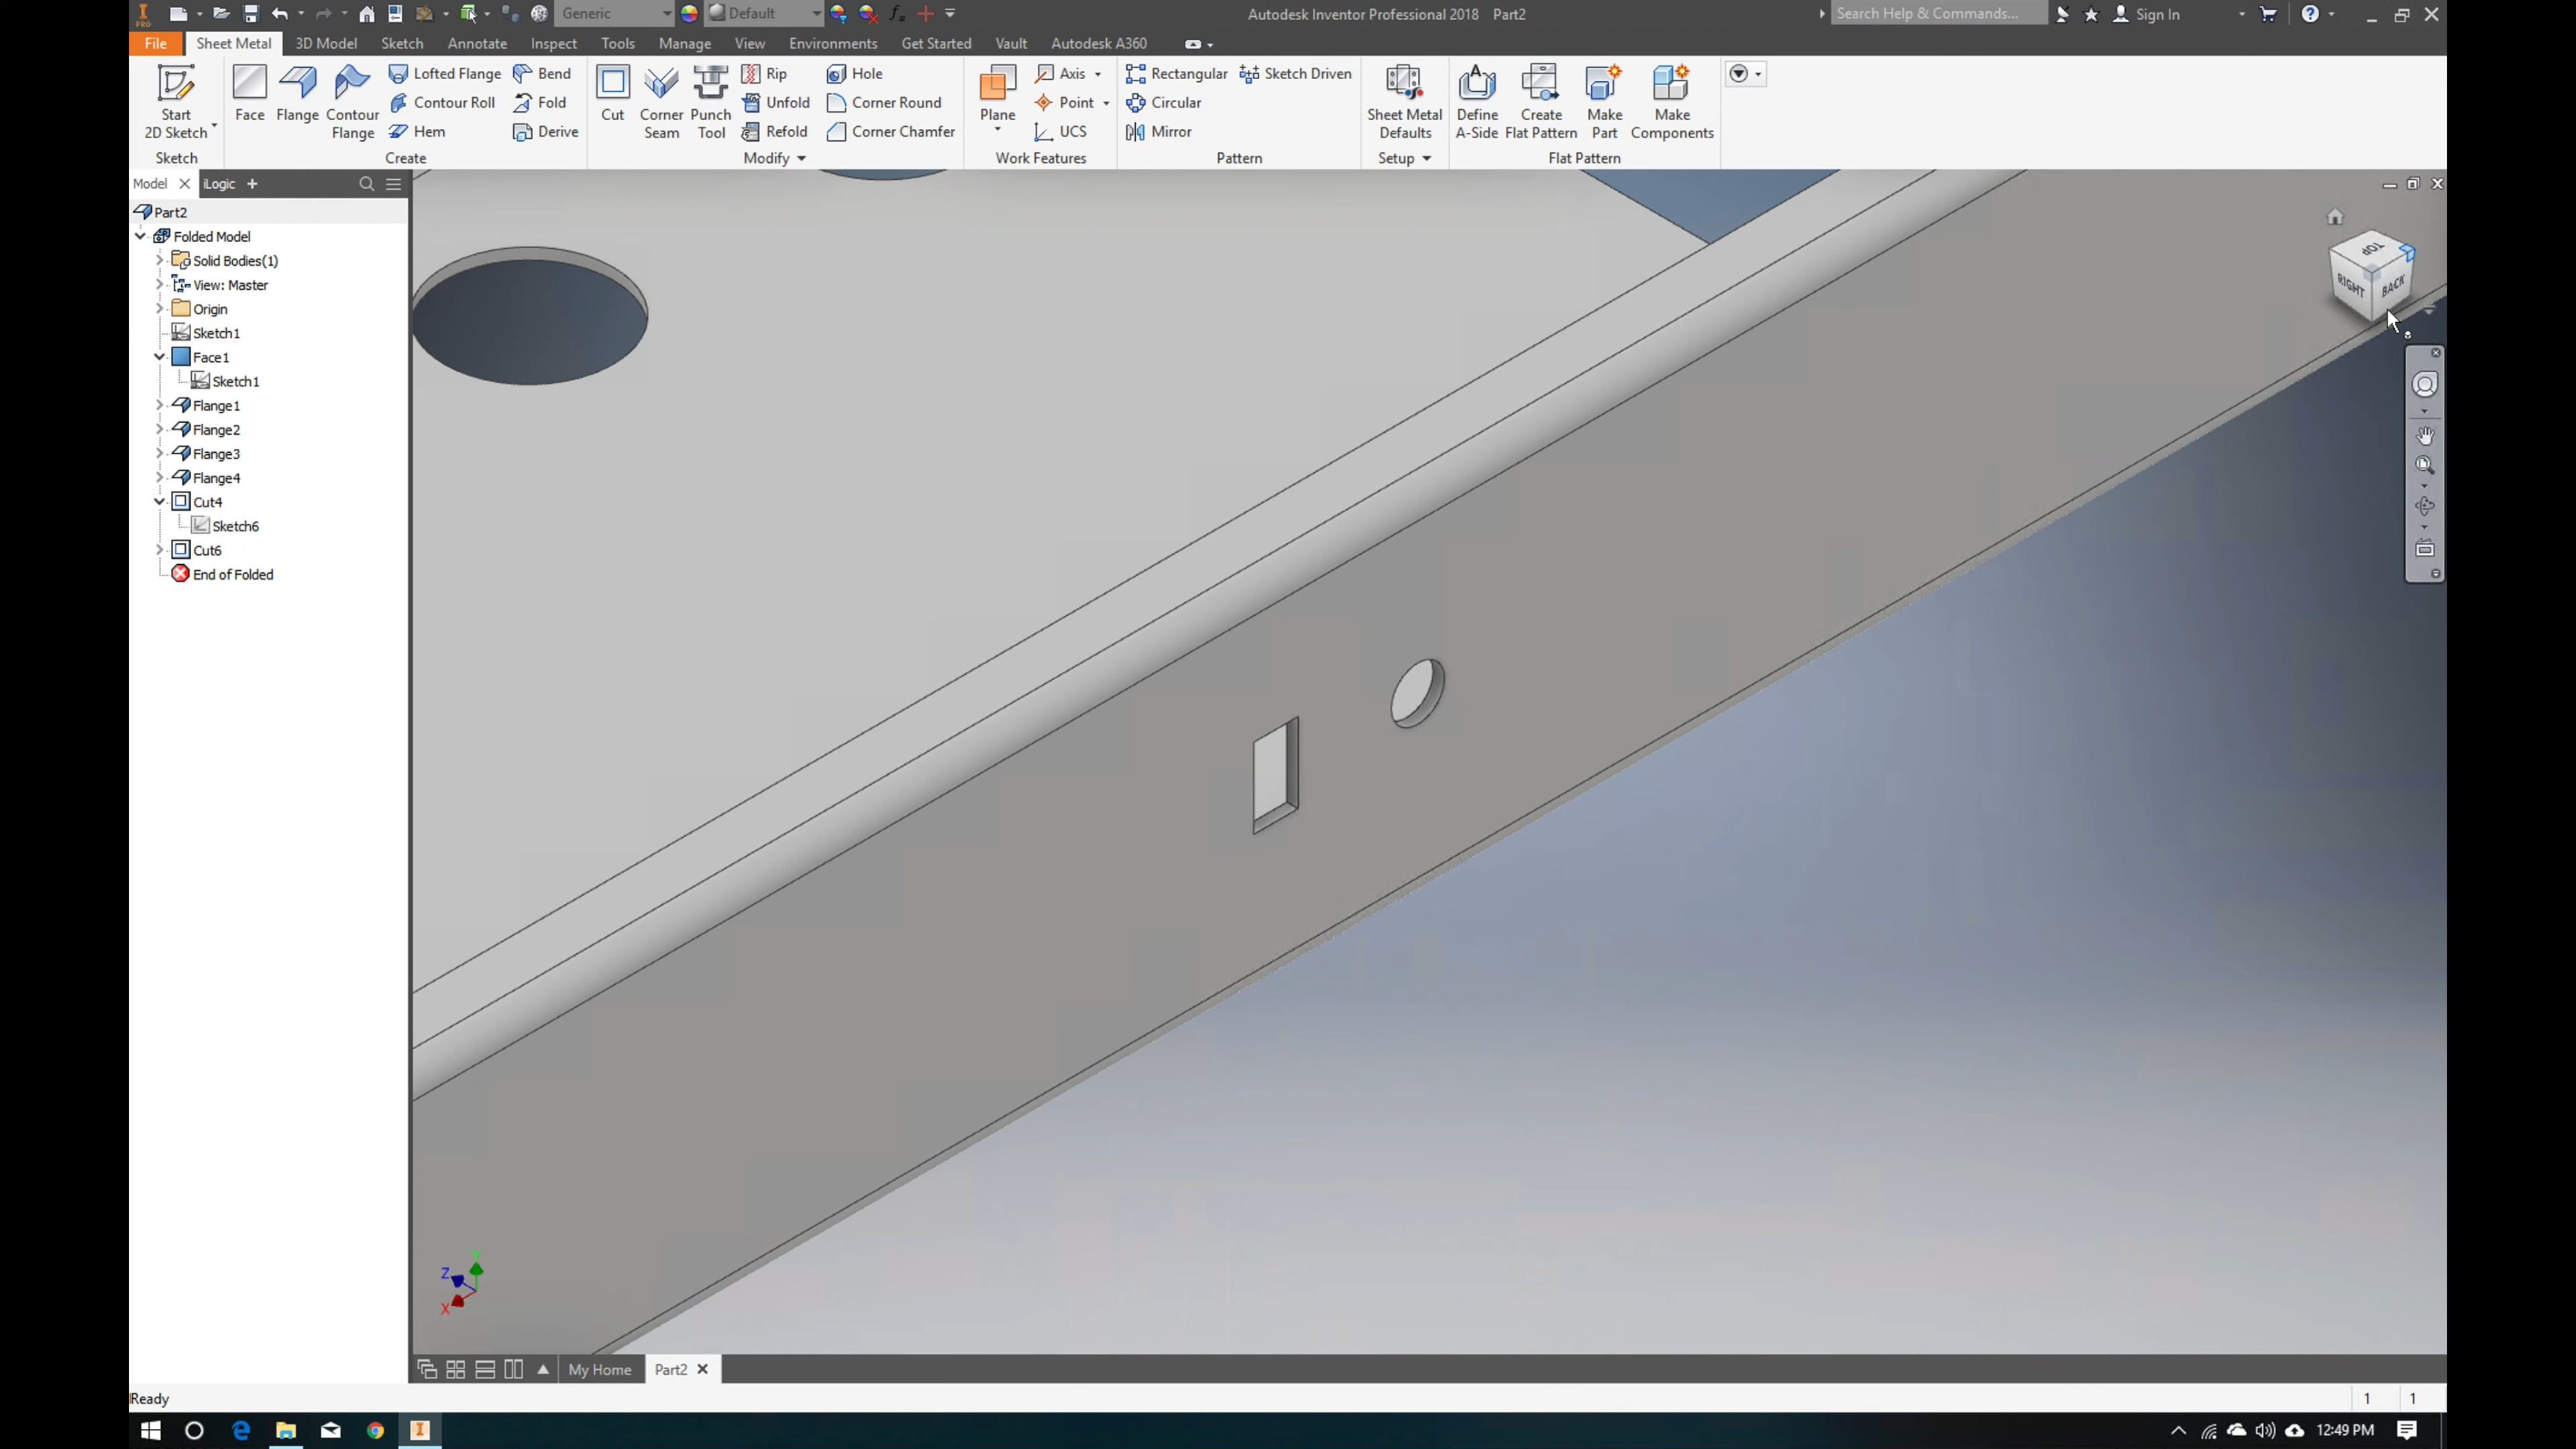 Generic
Default
Autodesk Inventor Professional 2018 Part2
Search Help & Commands...
Sign In
PRO
File Sheet Metal 3D Model Sketch Annotate Inspect Tools Manage View Environments Get Started Vault Autodesk A360
Start
2D Sketch
Face
Flange
Contour
Flange
Lofted Flange
Contour Roll
Hem
Bend
Fold
Derive
Cut
Corner
Seam
Punch
Tool
Rip
Unfold
Refold
Hole
Corner Round
Corner Chamfer
Plane
Axis
Point
UCS
Rectangular
Circular
Mirror
Sketch Driven
Sheet Metal
Defaults
Define
A-Side
Create
Flat Pattern
Make
Part
Make
Components
Sketch Create Modify Work Features Pattern Setup Flat Pattern
Model iLogic
Part2
Folded Model
Solid Bodies(1)
View: Master
Origin
Sketch1
Face1
Sketch1
Flange1
Flange2
Flange3
Flange4
Cut4
Sketch6
Cut6
End of Folded
TOP
RIGHT
BACK
Y
Z
X
My Home Part2
Ready
1 1
12:49 PM